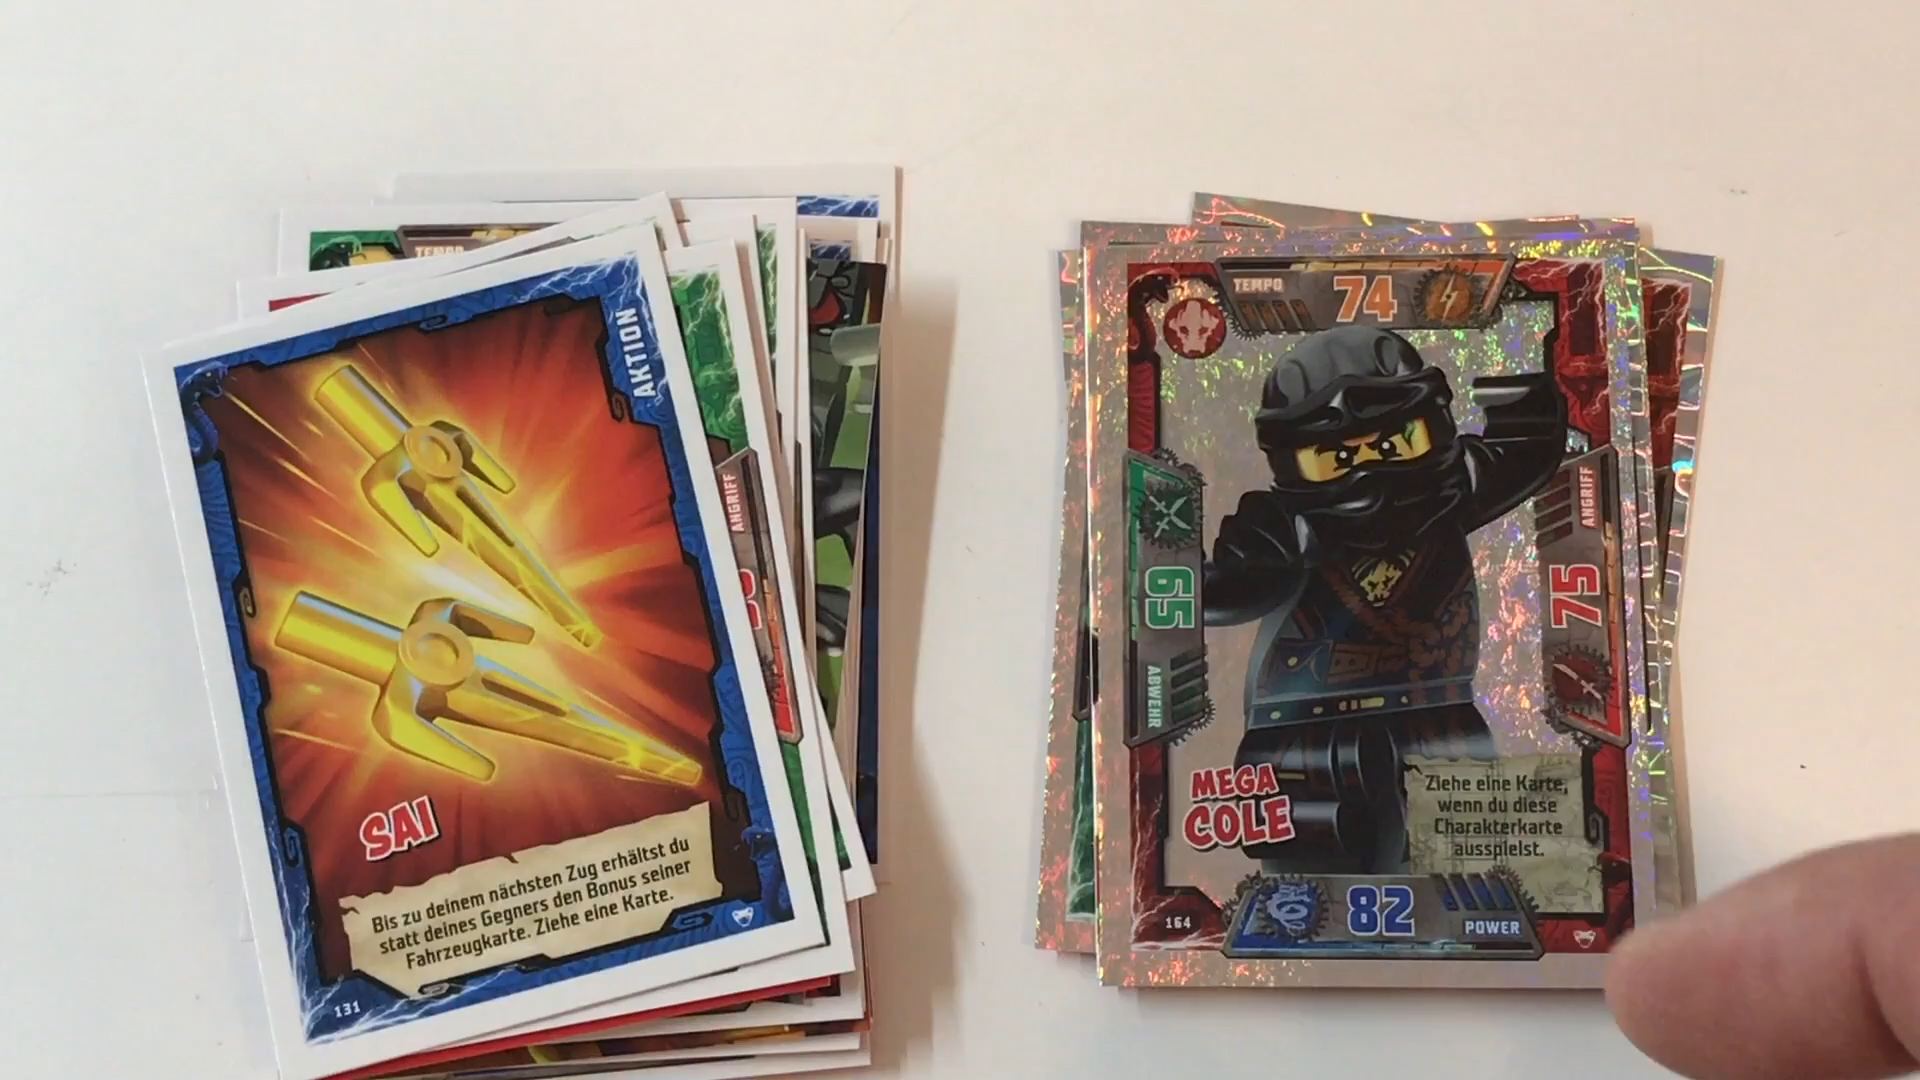 TEMPO
AKTION
ANGRIFF
SAI
Bis zu deinem nächsten Zug erhältst du
statt deines Gegners den Bonus seiner
Fahrzeugkarte. Ziehe eine Karte.
131
TEMPO
74
65
ABWEHR
ANGRIFF
75
MEGA
COLE
Ziehe eine Karte,
wenn du diese
Charakterkarte
ausspielst.
164
82
POWER